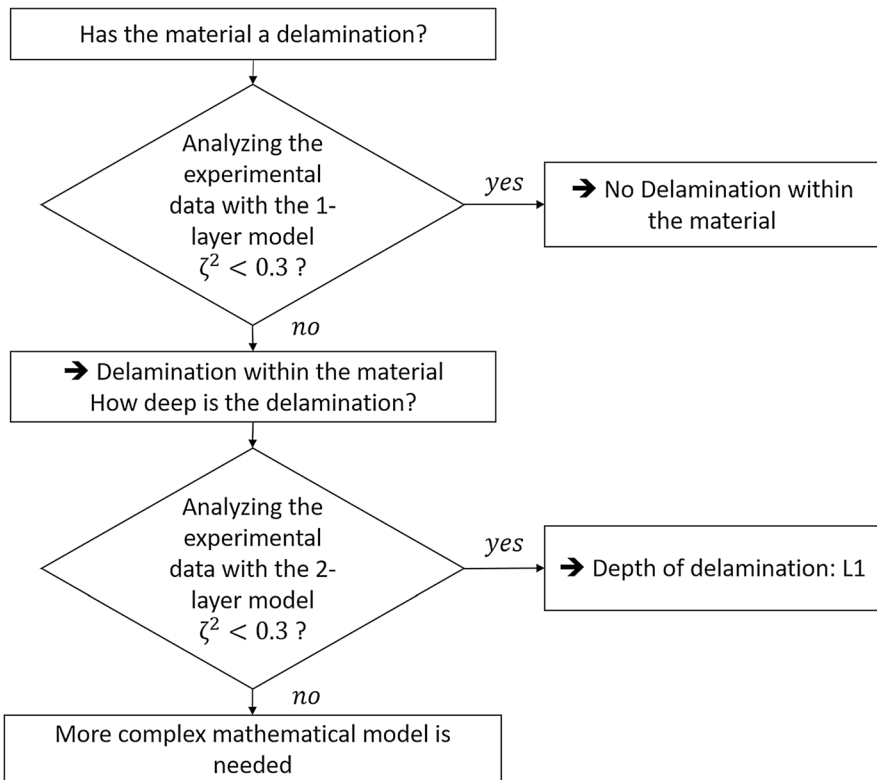 Has the material a delamination?
Analyzing the
experimental
data with the 1-
layer model
ζ² < 0.3 ?
yes
➔ No Delamination within
the material
no
➔ Delamination within the material
How deep is the delamination?
Analyzing the
experimental
data with the 2-
layer model
ζ² < 0.3 ?
yes
➔ Depth of delamination: L1
no
More complex mathematical model is
needed